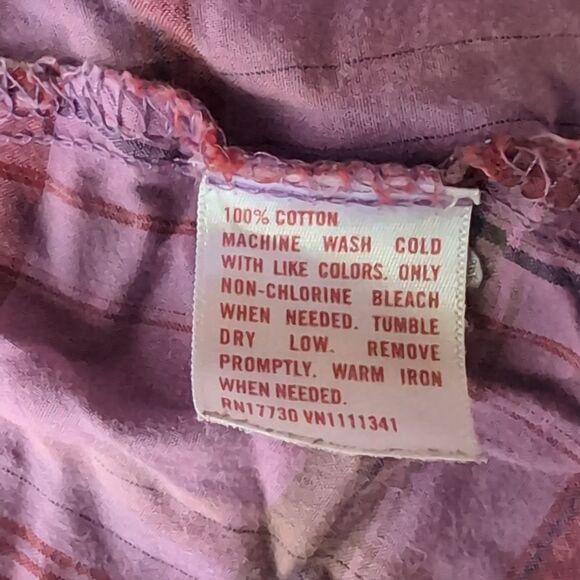 100% COTTON
MACHINE WASH COLD
WITH LIKE COLORS. ONLY
NON-CHLORINE BLEACH
WHEN NEEDED. TUMBLE
DRY LOW. REMOVE
PROMPTLY. WARM IRON
WHEN NEEDED.
RN17730 VN1111341